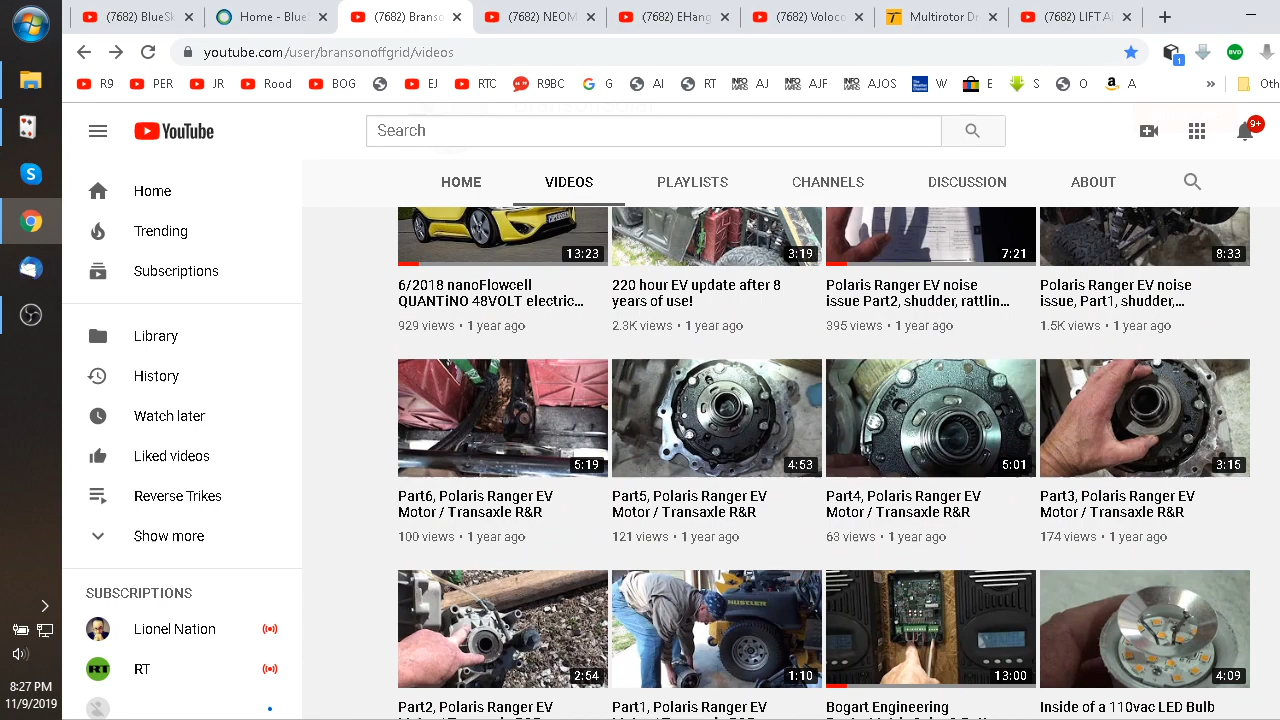 (7682) BlueSk
Home - Blue
(7682) Branso
(7682) NEOM
(7682) EHang
(7682) Voloco
Multirotor Dr
(7682) LIFT Ai
youtube.com/user/bransonoffgrid/videos
1
BVD
R9
PER
JR
Rood
BOG
EJ
RTC
R9BC
G
AI
RT
AJ
AJF
AJOS
W
E
S
O
A
»
Oth
YouTube
Search
9+
HOME
VIDEOS
PLAYLISTS
CHANNELS
DISCUSSION
ABOUT
Home
Trending
Subscriptions
Library
History
Watch later
Liked videos
Reverse Trikes
Show more
SUBSCRIPTIONS
Lionel Nation
RT
RT
13:23
3:19
7:21
8:33
6/2018 nanoFlowcell
QUANTiNO 48VOLT electric...
929 views • 1 year ago
220 hour EV update after 8
years of use!
2.3K views • 1 year ago
Polaris Ranger EV noise
issue Part2, shudder, rattlin...
395 views • 1 year ago
Polaris Ranger EV noise
issue, Part1, shudder,...
1.5K views • 1 year ago
5:19
4:53
5:01
3:15
Part6, Polaris Ranger EV
Motor / Transaxle R&R
100 views • 1 year ago
Part5, Polaris Ranger EV
Motor / Transaxle R&R
121 views • 1 year ago
Part4, Polaris Ranger EV
Motor / Transaxle R&R
63 views • 1 year ago
Part3, Polaris Ranger EV
Motor / Transaxle R&R
174 views • 1 year ago
2:54
HUSTLER
1:10
13:00
4:09
Part2, Polaris Ranger EV
Part1, Polaris Ranger EV
Bogart Engineering
Inside of a 110vac LED Bulb
8:27 PM
11/9/2019